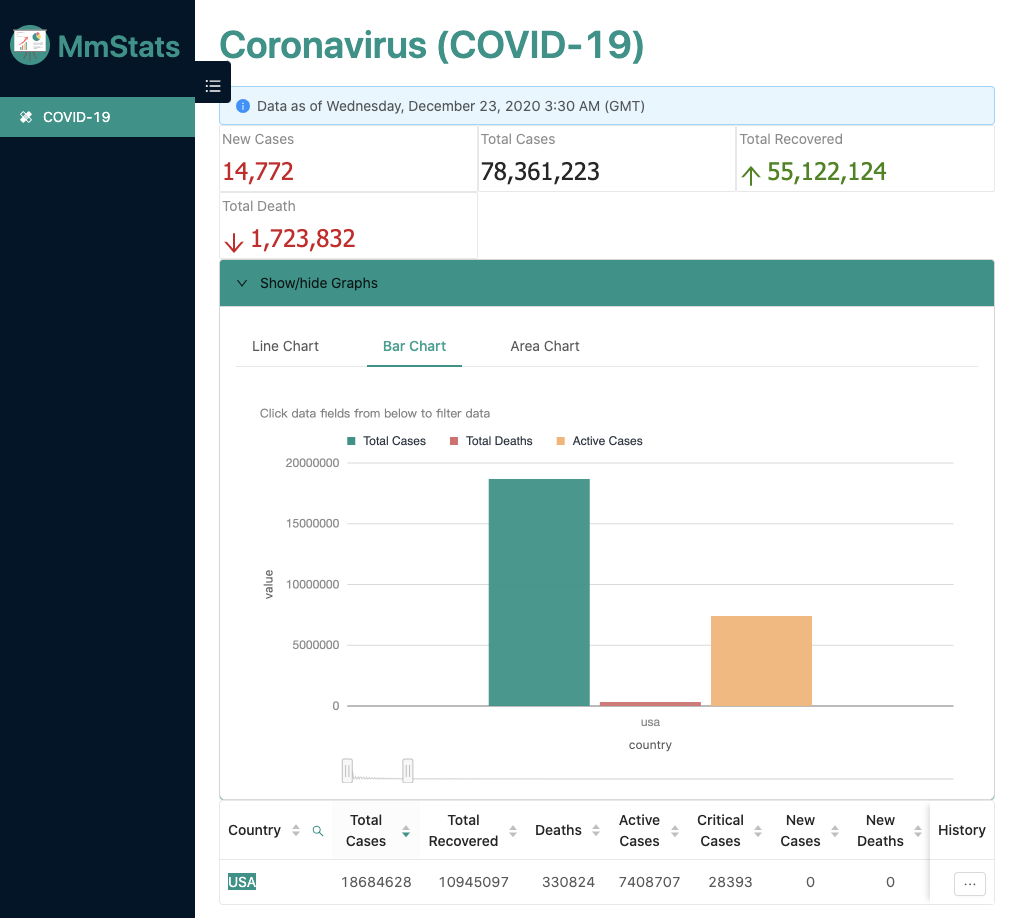 MmStats
Coronavirus (COVID-19)
COVID-19
Data as of Wednesday, December 23, 2020 3:30 AM (GMT)
New Cases Total Cases Total Recovered
14,772 78,361,223 55,122,124
Total Death
1,723,832
Show/hide Graphs
Line Chart Bar Chart Area Chart
Click data fields from below to filter data
Total Cases Total Deaths Active Cases
20000000
15000000
10000000
5000000
0
value
usa
country
Country Total Cases Total Recovered Deaths Active Cases Critical Cases New Cases New Deaths History
USA 18684628 10945097 330824 7408707 28393 0 0 ...